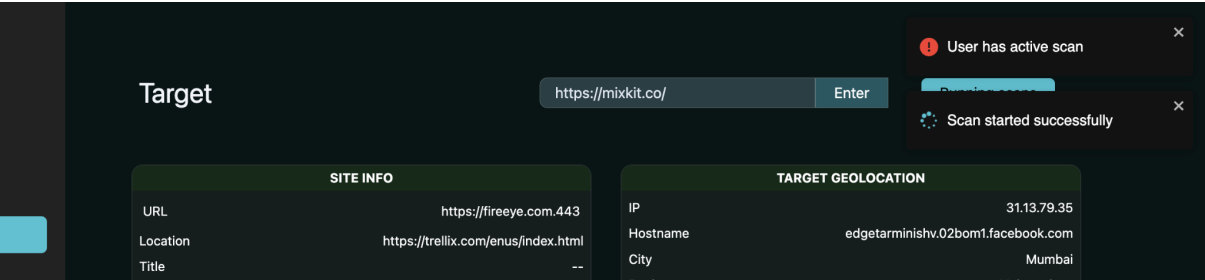 User has active scan
Target
https://mixkit.co/
Enter
Running scans
Scan started successfully
SITE INFO
URL https://fireeye.com.443
Location https://trellix.com/enus/index.html
Title --
TARGET GEOLOCATION
IP 31.13.79.35
Hostname edgetarminishv.02bom1.facebook.com
City Mumbai